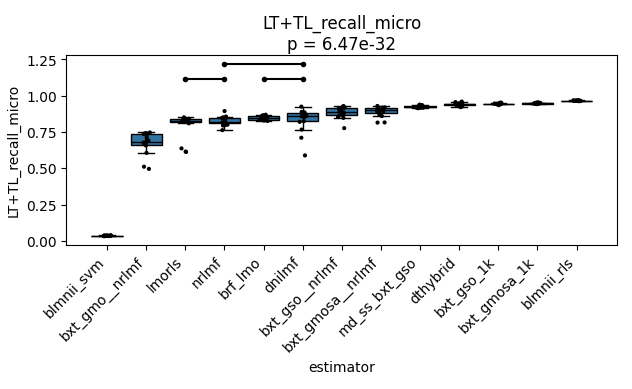 LT+TL_recall_micro
p = 6.47e-32
LT+TL_recall_micro
1.25
1.00
0.75
0.50
0.25
0.00
blmnii_svm
bxt_gmo__nrlmf
lmorls
nrlmf
brf_lmo
dnilmf
bxt_gso__nrlmf
bxt_gmosa__nrlmf
md_ss_bxt_gso
dthybrid
bxt_gso_1k
bxt_gmosa_1k
blmnii_rls
estimator